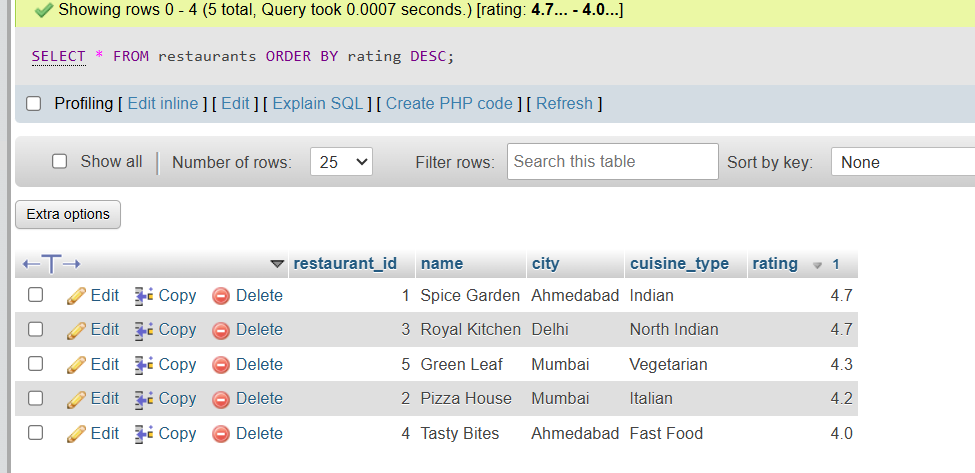 Showing rows 0 - 4 (5 total, Query took 0.0007 seconds.) [rating: 4.7... - 4.0...]
SELECT * FROM restaurants ORDER BY rating DESC;
Profiling [ Edit inline ] [ Edit ] [ Explain SQL ] [ Create PHP code ] [ Refresh ]
Show all Number of rows: 25 Filter rows: Search this table Sort by key: None
Extra options
restaurant_id name city cuisine_type rating 1
Edit Copy Delete 1 Spice Garden Ahmedabad Indian 4.7
Edit Copy Delete 3 Royal Kitchen Delhi North Indian 4.7
Edit Copy Delete 5 Green Leaf Mumbai Vegetarian 4.3
Edit Copy Delete 2 Pizza House Mumbai Italian 4.2
Edit Copy Delete 4 Tasty Bites Ahmedabad Fast Food 4.0